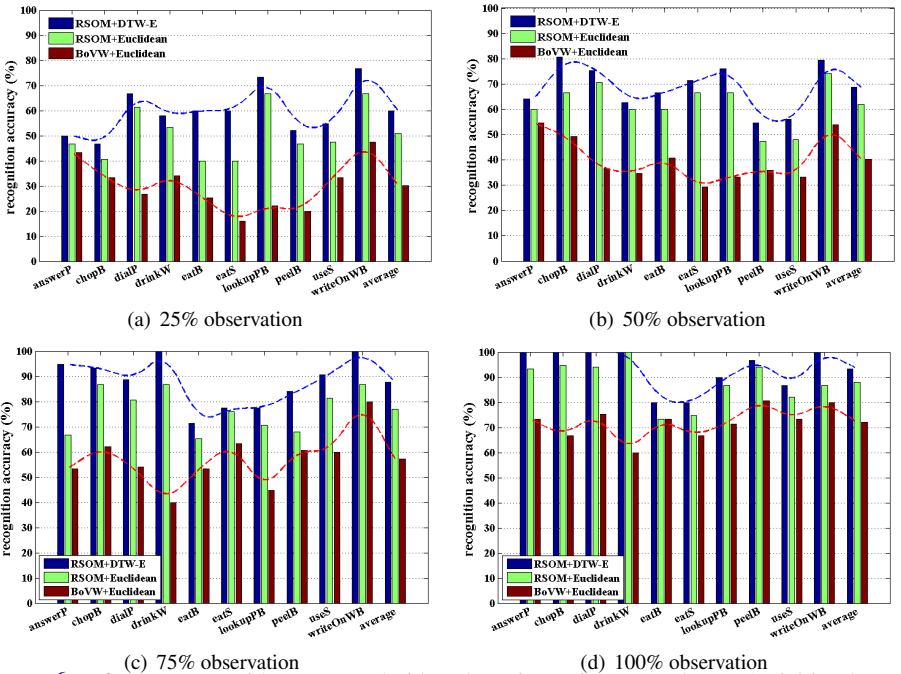 100
90
80
70
60
50
40
30
20
10
0
recognition accuracy (%)
RSOM+DTW-E
RSOM+Euclidean
BoVW+Euclidean
answerP
chopB
dialP
drinkW
eatB
eatS
lookupPB
peelB
useS
writeOnWB
average
(a) 25% observation
100
90
80
70
60
50
40
30
20
10
0
recognition accuracy (%)
RSOM+DTW-E
RSOM+Euclidean
BoVW+Euclidean
answerP
chopB
dialP
drinkW
eatB
eatS
lookupPB
peelB
useS
writeOnWB
average
(b) 50% observation
100
90
80
70
60
50
40
30
20
10
0
recognition accuracy (%)
RSOM+DTW-E
RSOM+Euclidean
BoVW+Euclidean
answerP
chopB
dialP
drinkW
eatB
eatS
lookupPB
peelB
useS
writeOnWB
average
(c) 75% observation
100
90
80
70
60
50
40
30
20
10
0
recognition accuracy (%)
RSOM+DTW-E
RSOM+Euclidean
BoVW+Euclidean
answerP
chopB
dialP
drinkW
eatB
eatS
lookupPB
peelB
useS
writeOnWB
average
(d) 100% observation